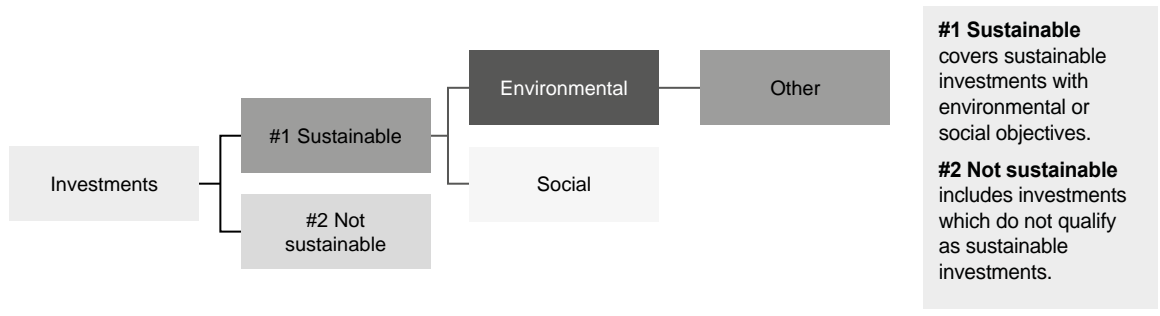 Investments
#1 Sustainable
#2 Not
sustainable
Environmental
Social
Other
#1 Sustainable
covers sustainable
investments with
environmental or
social objectives.
#2 Not sustainable
includes investments
which do not qualify
as sustainable
investments.